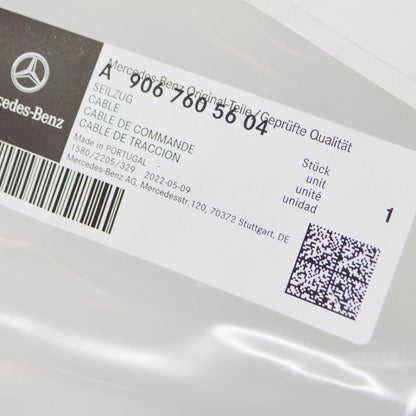 Mercedes-Benz Original-Teile/Geprüfte Qualität
cedes-Benz
A 906 760 56 04
SEILZUG
CABLE
CABLE DE COMMANDE
CABLE DE TRACCION
Made in PORTUGAL
1580/2205/329 2022-05-09
Mercedes-Benz AG, Mercedesstr.120, 70372 Stuttgart, DE
Stück
unit
unité
unidad
1